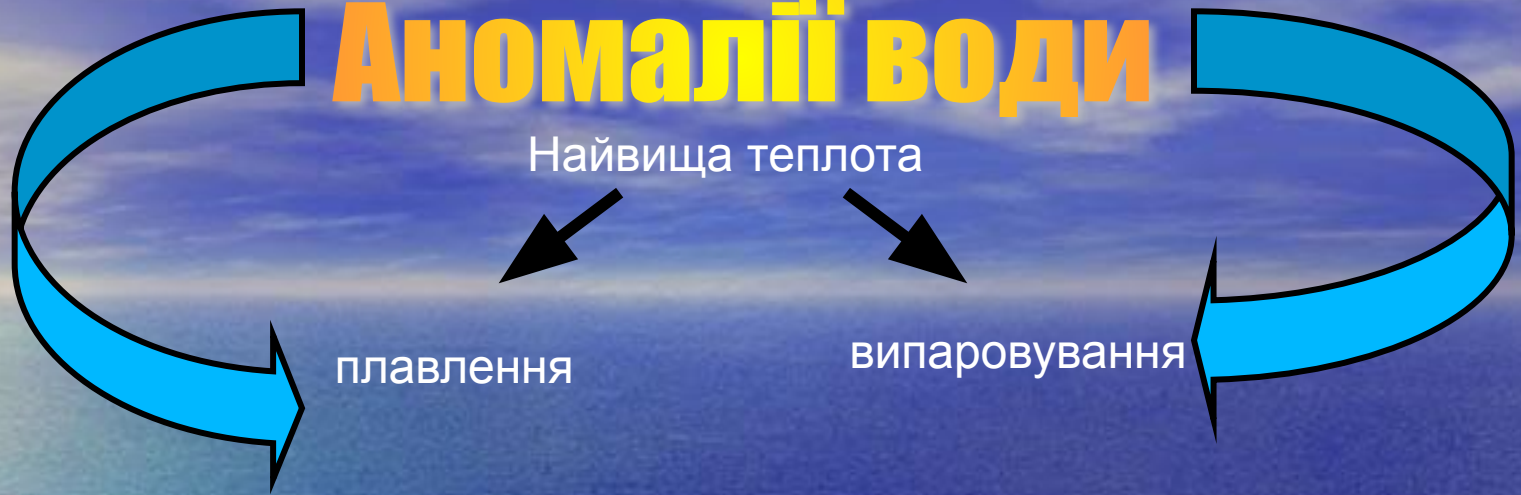 Аномалії води
Найвища теплота
плавлення
випаровування